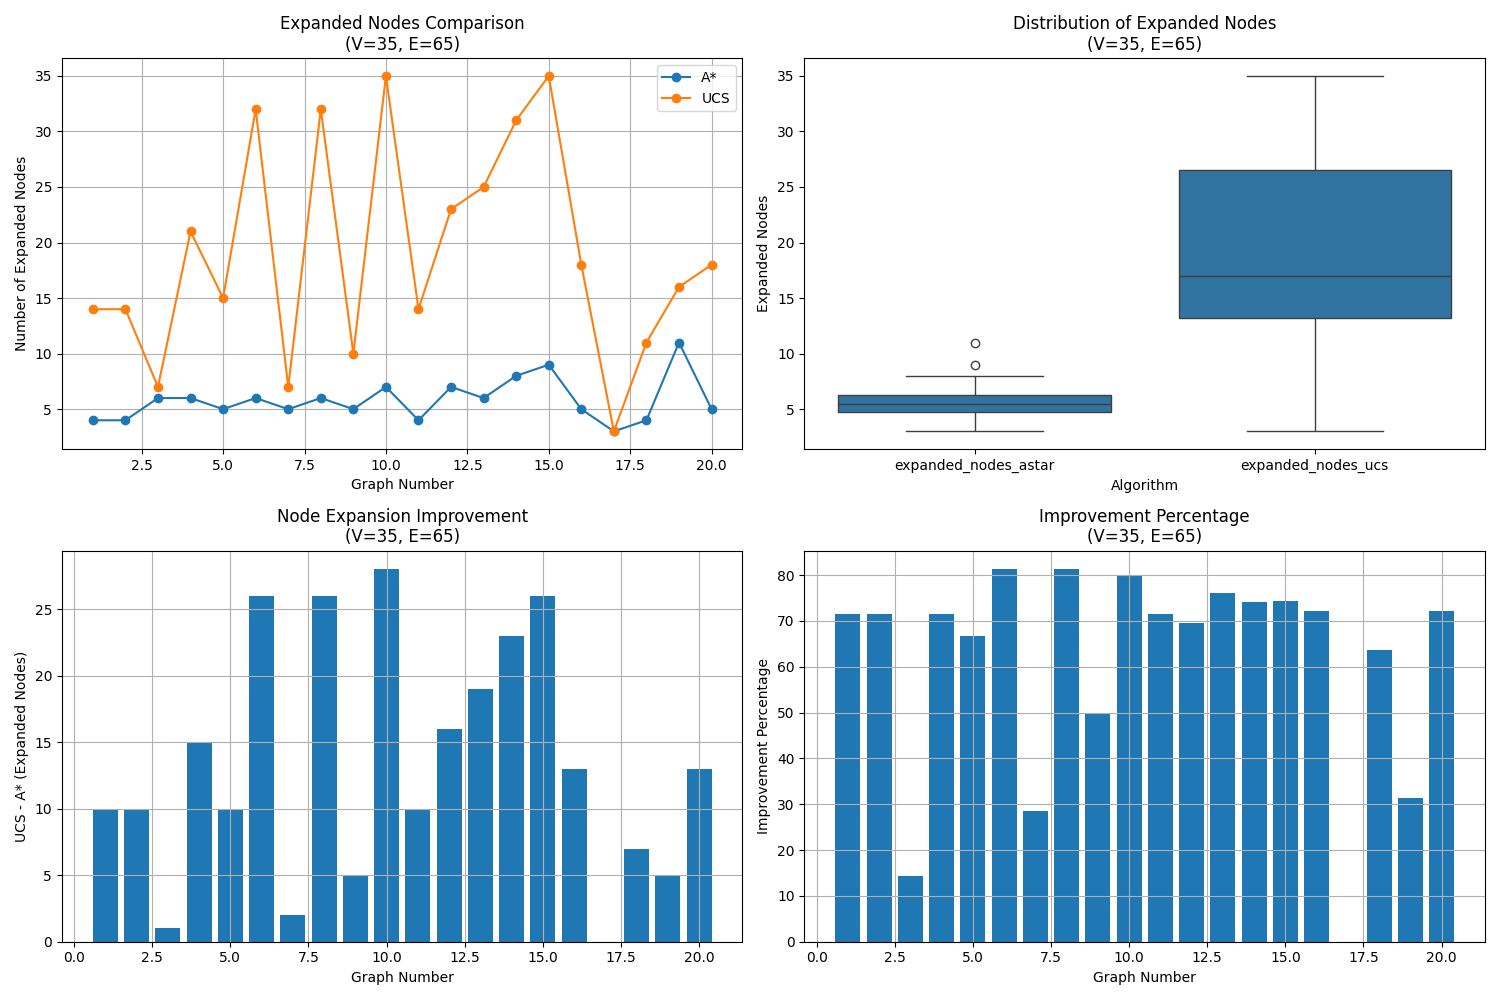 Expanded Nodes Comparison
(V=35, E=65)
Number of Expanded Nodes
35
30
25
20
15
10
5
A*
UCS
2.5 5.0 7.5 10.0 12.5 15.0 17.5 20.0
Graph Number
Distribution of Expanded Nodes
(V=35, E=65)
Expanded Nodes
35
30
25
20
15
10
5
expanded_nodes_astar expanded_nodes_ucs
Algorithm
Node Expansion Improvement
(V=35, E=65)
UCS - A* (Expanded Nodes)
25
20
15
10
5
0
0.0 2.5 5.0 7.5 10.0 12.5 15.0 17.5 20.0
Graph Number
Improvement Percentage
(V=35, E=65)
Improvement Percentage
80
70
60
50
40
30
20
10
0
0.0 2.5 5.0 7.5 10.0 12.5 15.0 17.5 20.0
Graph Number